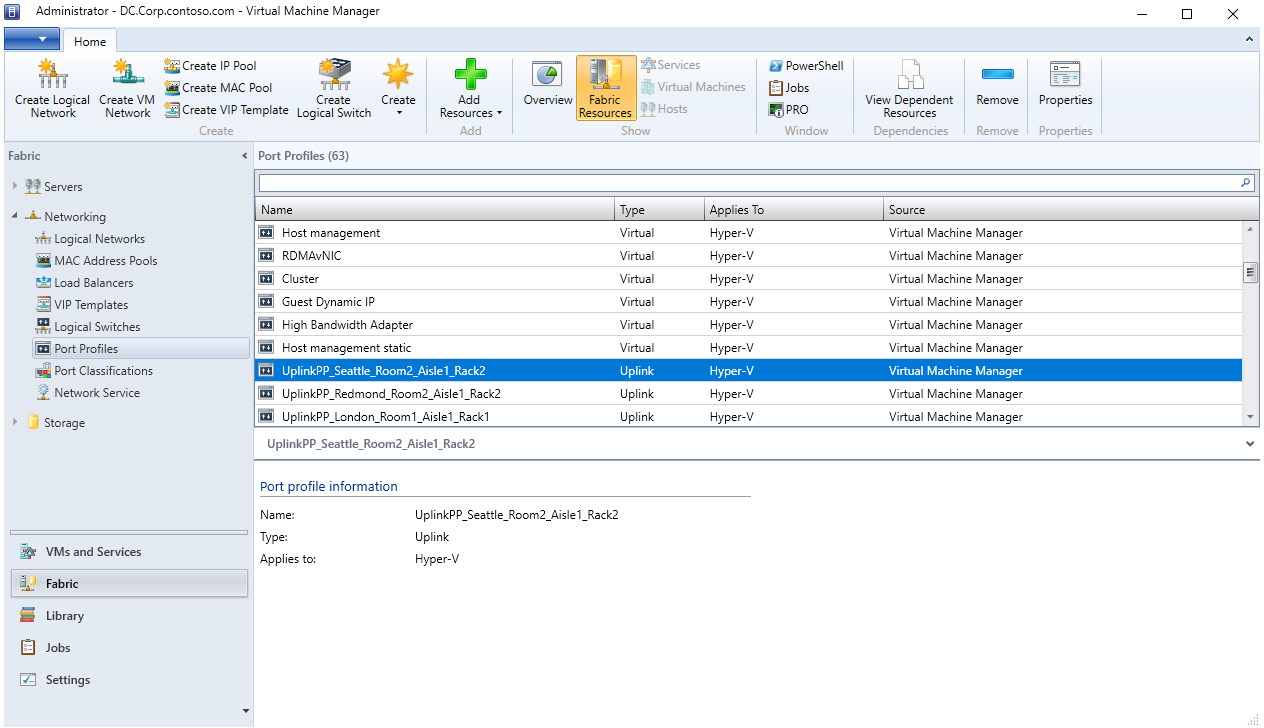 Administrator - DC.Corp.contoso.com - Virtual Machine Manager
Home
Create Logical Network
Create VM Network
Create IP Pool
Create MAC Pool
Create VIP Template
Create Logical Switch
Create
Create
Add Resources
Add
Overview
Fabric Resources
Services
Virtual Machines
Hosts
Show
PowerShell
Jobs
PRO
Window
View Dependent Resources
Dependencies
Remove
Remove
Properties
Properties
Fabric
Servers
Networking
Logical Networks
MAC Address Pools
Load Balancers
VIP Templates
Logical Switches
Port Profiles
Port Classifications
Network Service
Storage
VMs and Services
Fabric
Library
Jobs
Settings
Port Profiles (63)
Name Type Applies To Source
Host management Virtual Hyper-V Virtual Machine Manager
RDMAvNIC Virtual Hyper-V Virtual Machine Manager
Cluster Virtual Hyper-V Virtual Machine Manager
Guest Dynamic IP Virtual Hyper-V Virtual Machine Manager
High Bandwidth Adapter Virtual Hyper-V Virtual Machine Manager
Host management static Virtual Hyper-V Virtual Machine Manager
UplinkPP_Seattle_Room2_Aisle1_Rack2 Uplink Hyper-V Virtual Machine Manager
UplinkPP_Redmond_Room2_Aisle1_Rack2 Uplink Hyper-V Virtual Machine Manager
UplinkPP_London_Room1_Aisle1_Rack1 Uplink Hyper-V Virtual Machine Manager
UplinkPP_Seattle_Room2_Aisle1_Rack2
Port profile information
Name: UplinkPP_Seattle_Room2_Aisle1_Rack2
Type: Uplink
Applies to: Hyper-V